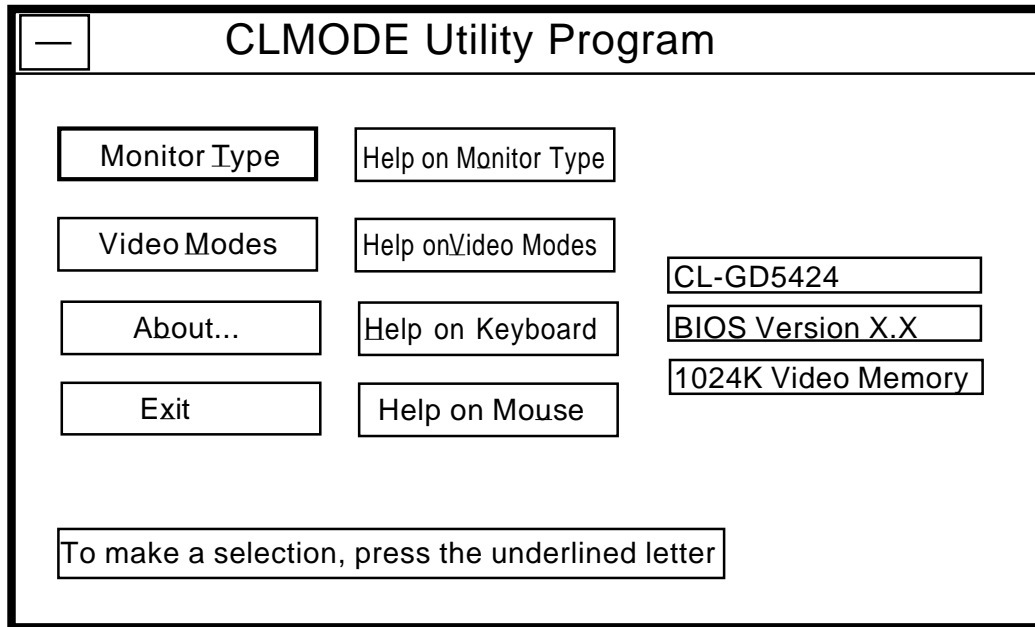 CLMODE Utility Program
Monitor Type
Help on Monitor Type
Video Modes
Help on Video Modes
About...
Help on Keyboard
Exit
Help on Mouse
CL-GD5424
BIOS Version X.X
1024K Video Memory
To make a selection, press the underlined letter